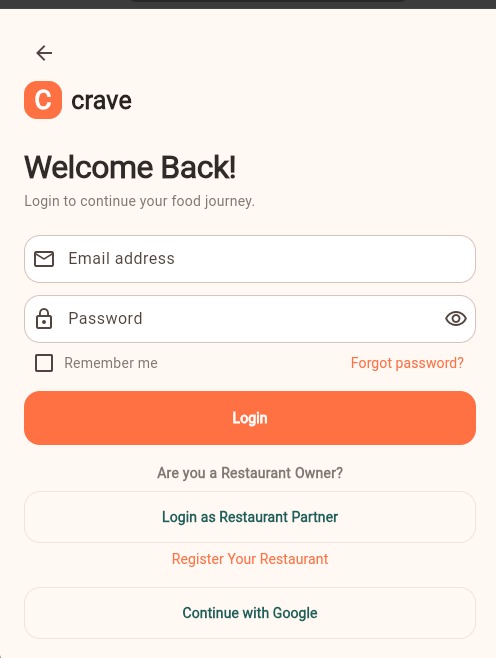 C crave
Welcome Back!
Login to continue your food journey.
Email address
Password
Remember me Forgot password?
Login
Are you a Restaurant Owner?
Login as Restaurant Partner
Register Your Restaurant
Continue with Google